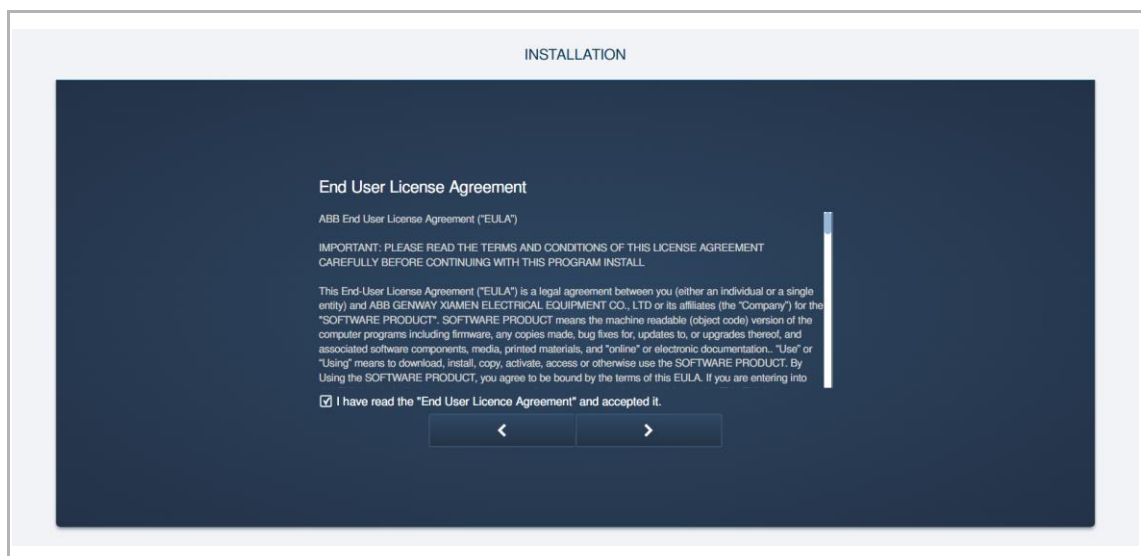 INSTALLATION
End User License Agreement
ABB End User License Agreement ("EULA")
IMPORTANT: PLEASE READ THE TERMS AND CONDITIONS OF THIS LICENSE AGREEMENT
CAREFULLY BEFORE CONTINUING WITH THIS PROGRAM INSTALL
This End-User License Agreement ("EULA") is a legal agreement between you (either an individual or a single
entity) and ABB GENWAY XIAMEN ELECTRICAL EQUIPMENT CO., LTD or its affiliates (the "Company") for the
"SOFTWARE PRODUCT". SOFTWARE PRODUCT means the machine readable (object code) version of the
computer programs including firmware, any copies made, bug fixes for, updates to, or upgrades thereof, and
associated software components, media, printed materials, and "online" or electronic documentation.. "Use" or
"Using" means to download, install, copy, activate, access or otherwise use the SOFTWARE PRODUCT. By
Using the SOFTWARE PRODUCT, you agree to be bound by the terms of this EULA. If you are entering into
I have read the "End User Licence Agreement" and accepted it.